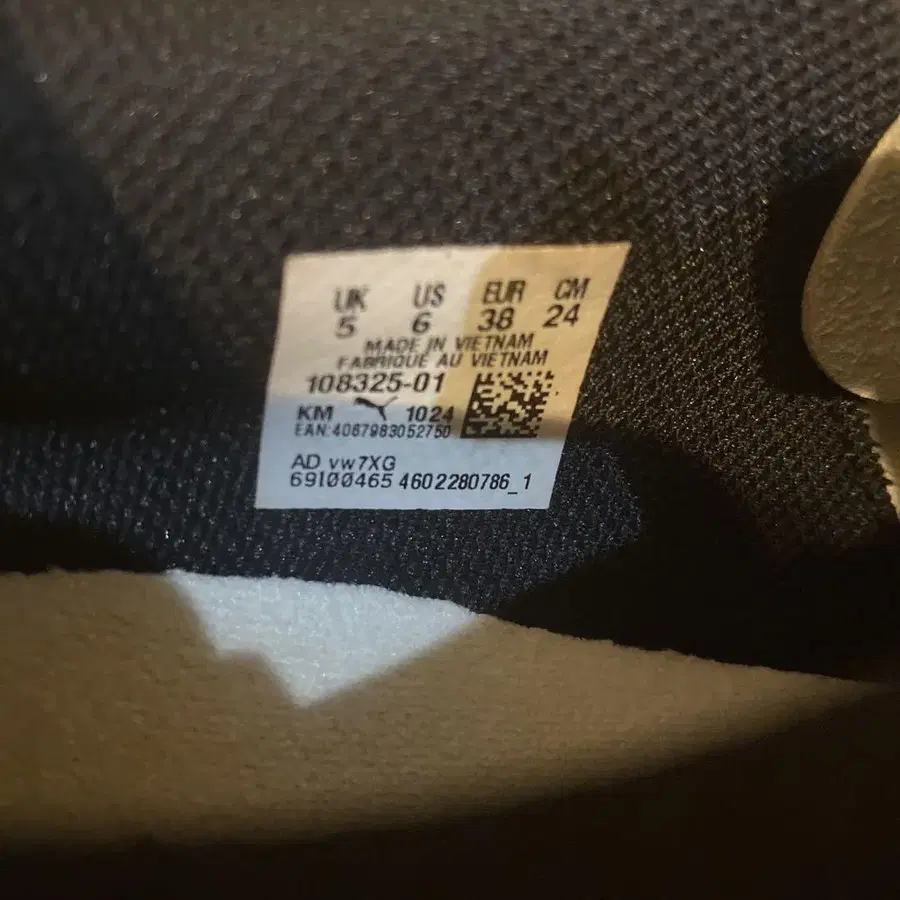 UK US EUR CM
5 6 38 24
MADE IN VIETNAM
FABRIQUÉ AU VIETNAM
108325-01
KM 1024
EAN:4067983052750
AD vw7XG
69100465 4602280786_1